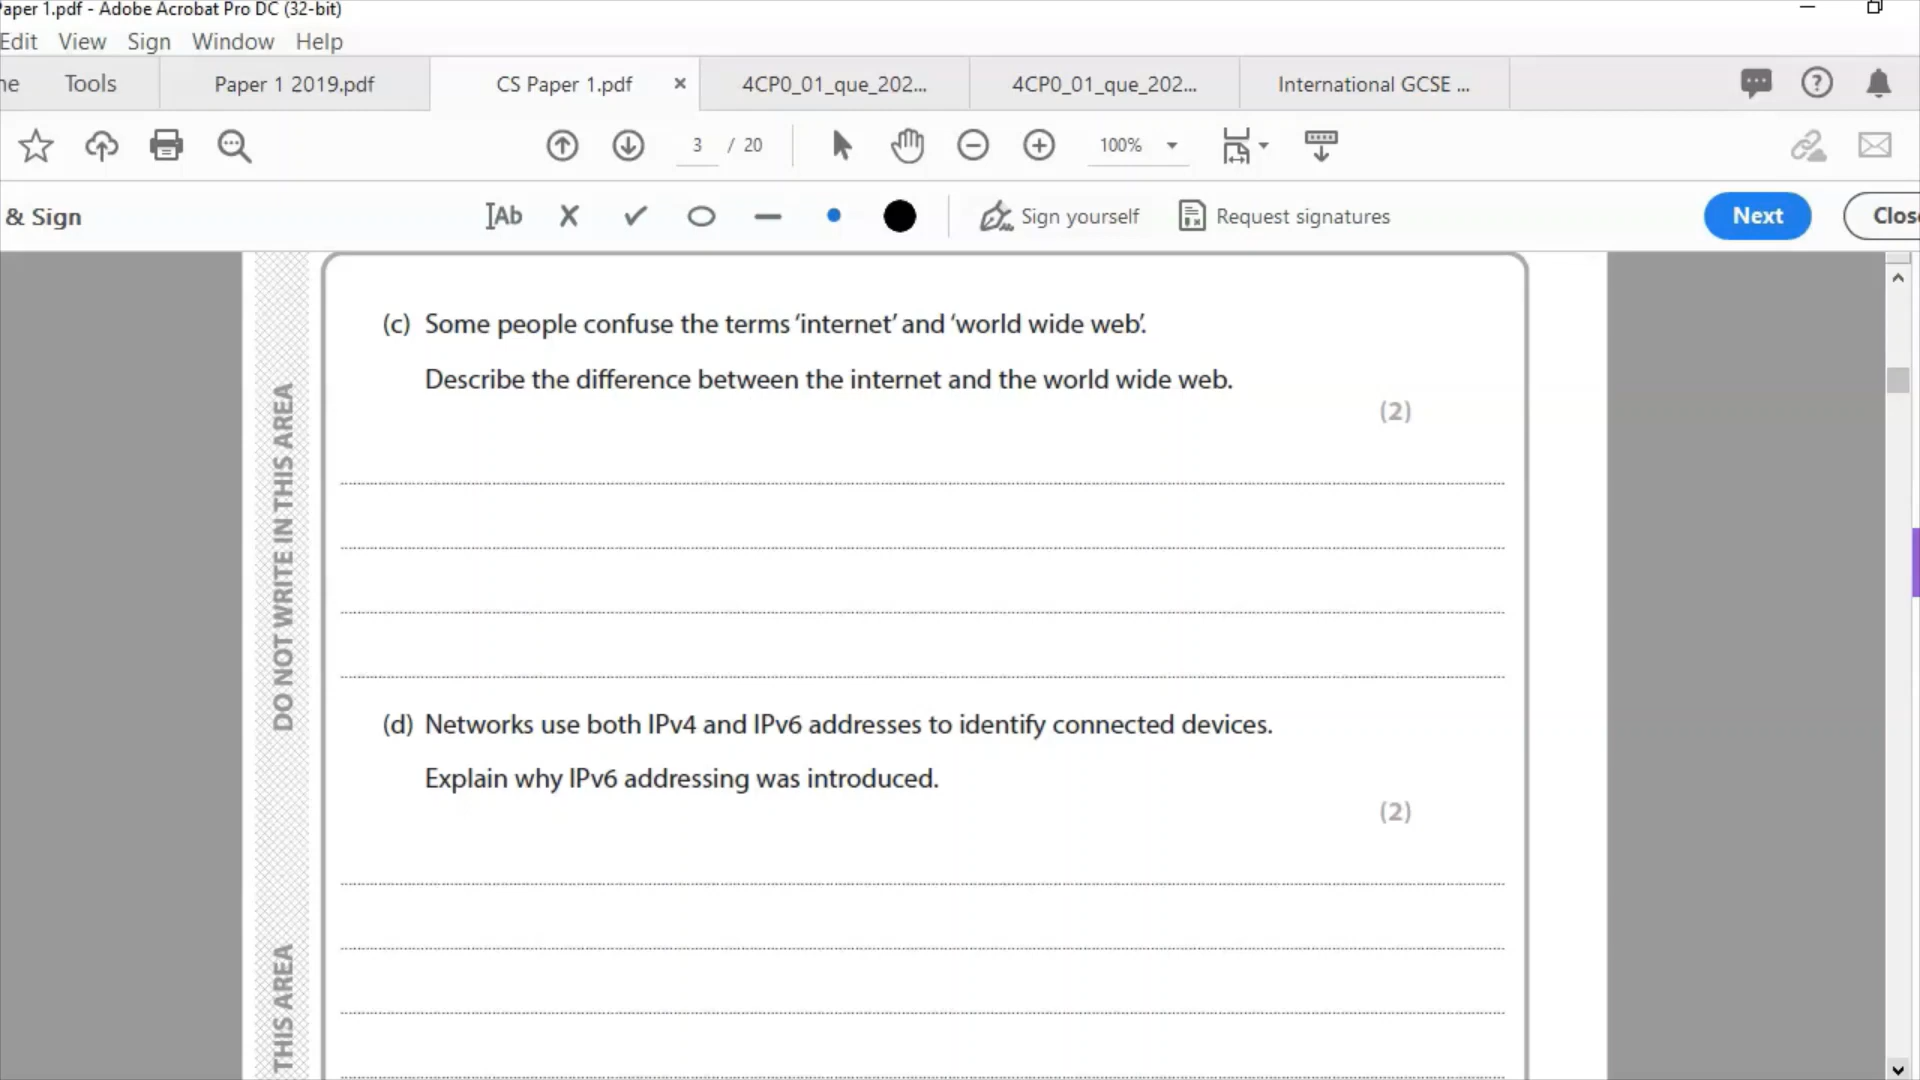 aper 1.pdf - Adobe Acrobat Pro DC (32-bit)
Edit View Sign Window Help
ne Tools Paper 1 2019.pdf CS Paper 1.pdf × 4CP0_01_que_202... 4CP0_01_que_202... International GCSE ...
3 / 20 100%
& Sign Ab Sign yourself Request signatures Next Clos
(c) Some people confuse the terms ‘internet’ and ‘world wide web’.
Describe the difference between the internet and the world wide web.
(2)
(d) Networks use both IPv4 and IPv6 addresses to identify connected devices.
Explain why IPv6 addressing was introduced.
(2)
DO NOT WRITE IN THIS AREA
THIS AREA